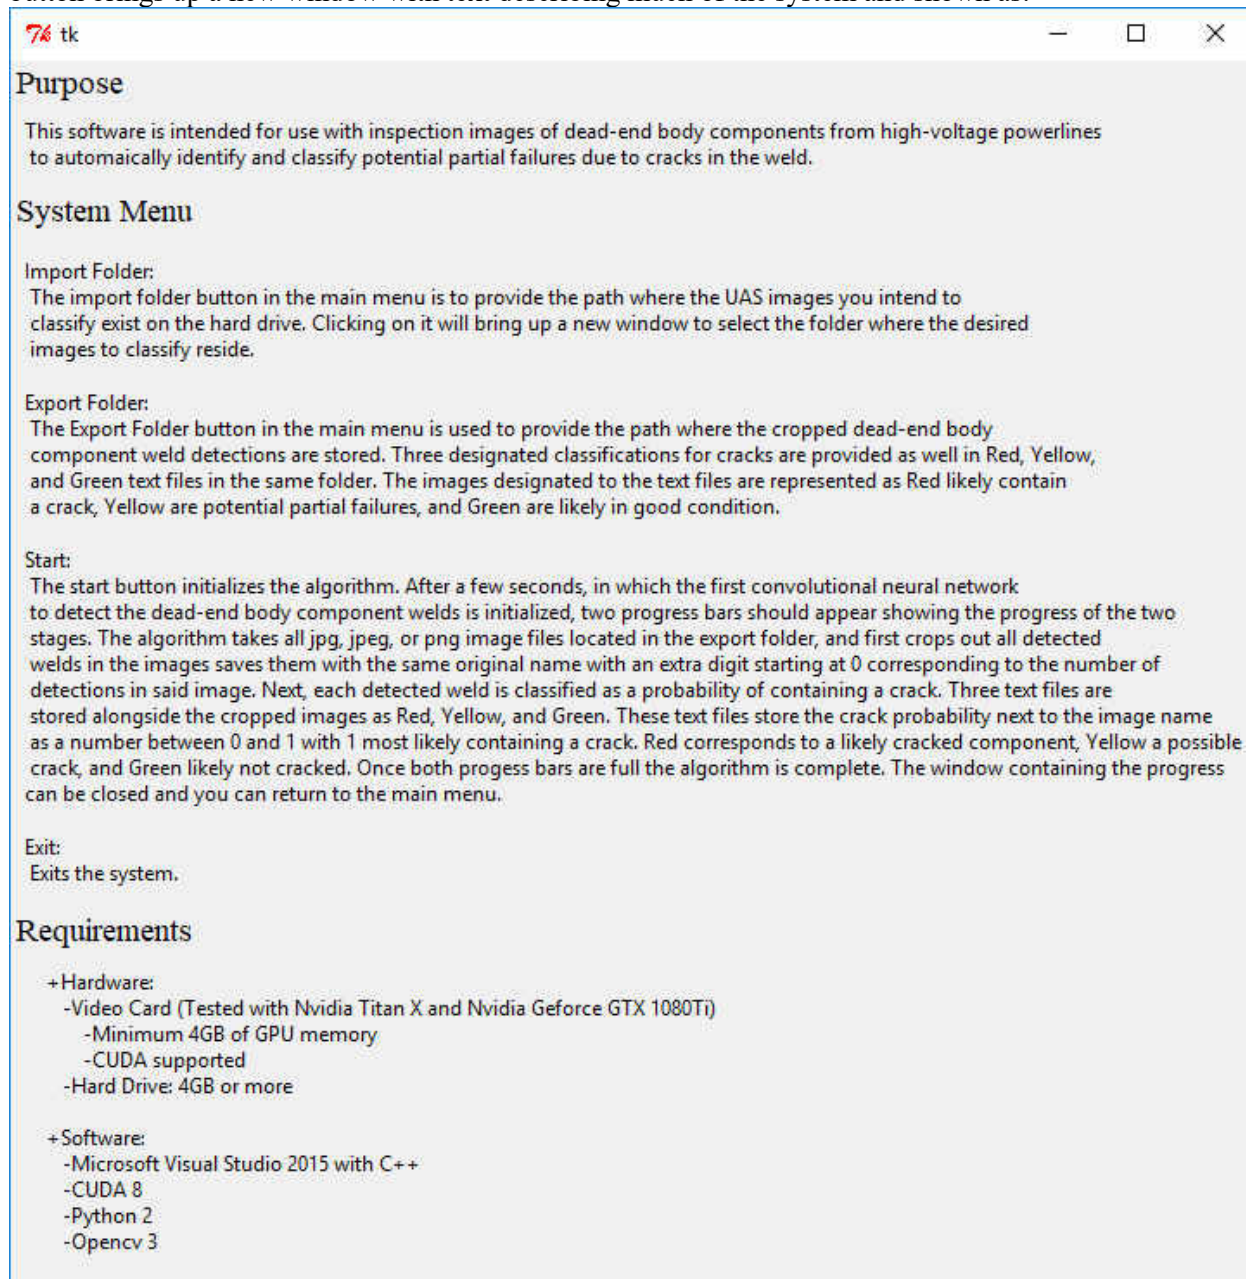 button brings up a new window with text describing much of the system and shown as:
tk
Purpose
This software is intended for use with inspection images of dead-end body components from high-voltage powerlines
to automaically identify and classify potential partial failures due to cracks in the weld.
System Menu
Import Folder:
The import folder button in the main menu is to provide the path where the UAS images you intend to
classify exist on the hard drive. Clicking on it will bring up a new window to select the folder where the desired
images to classify reside.
Export Folder:
The Export Folder button in the main menu is used to provide the path where the cropped dead-end body
component weld detections are stored. Three designated classifications for cracks are provided as well in Red, Yellow,
and Green text files in the same folder. The images designated to the text files are represented as Red likely contain
a crack, Yellow are potential partial failures, and Green are likely in good condition.
Start:
The start button initializes the algorithm. After a few seconds, in which the first convolutional neural network
to detect the dead-end body component welds is initialized, two progress bars should appear showing the progress of the two
stages. The algorithm takes all jpg, jpeg, or png image files located in the export folder, and first crops out all detected
welds in the images saves them with the same original name with an extra digit starting at 0 corresponding to the number of
detections in said image. Next, each detected weld is classified as a probability of containing a crack. Three text files are
stored alongside the cropped images as Red, Yellow, and Green. These text files store the crack probability next to the image name
as a number between 0 and 1 with 1 most likely containing a crack. Red corresponds to a likely cracked component, Yellow a possible
crack, and Green likely not cracked. Once both progess bars are full the algorithm is complete. The window containing the progress
can be closed and you can return to the main menu.
Exit:
Exits the system.
Requirements
+Hardware:
-Video Card (Tested with Nvidia Titan X and Nvidia Geforce GTX 1080Ti)
-Minimum 4GB of GPU memory
-CUDA supported
-Hard Drive: 4GB or more
+Software:
-Microsoft Visual Studio 2015 with C++
-CUDA 8
-Python 2
-Opencv 3